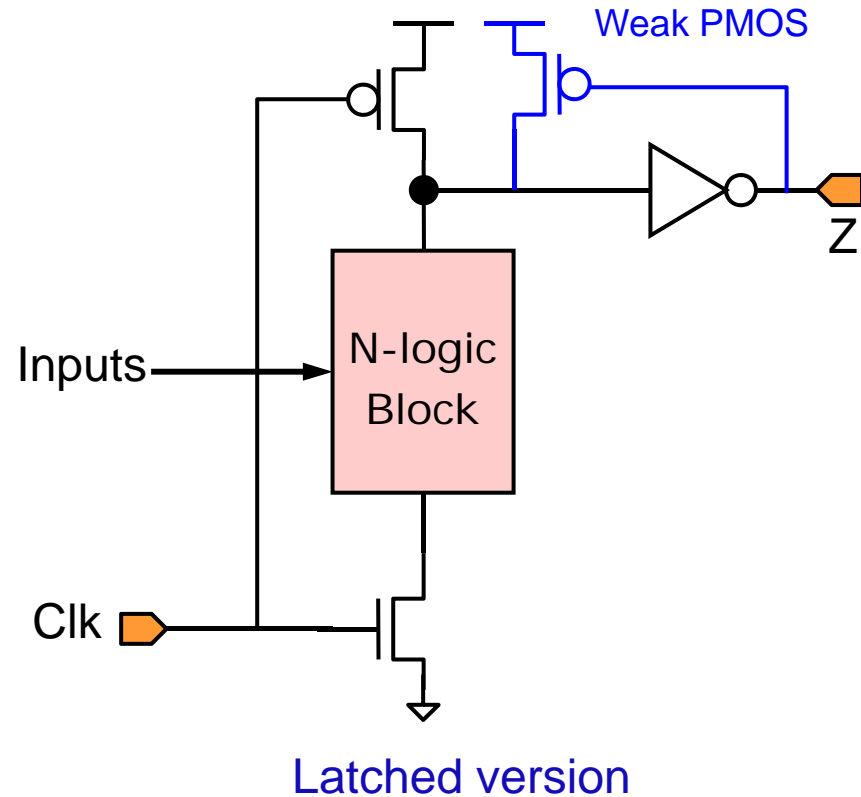 Weak PMOS
Z
N-logic
Block
Inputs
Clk
Latched version